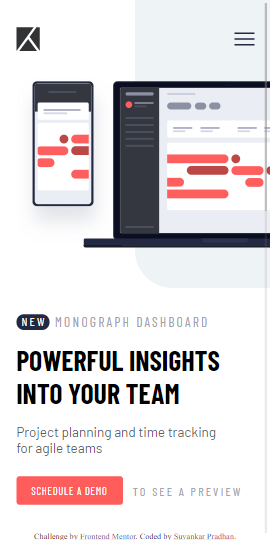 NEW MONOGRAPH DASHBOARD
POWERFUL INSIGHTS
INTO YOUR TEAM
Project planning and time tracking
for agile teams
SCHEDULE A DEMO TO SEE A PREVIEW
Challenge by Frontend Mentor. Coded by Suvankar Pradhan.